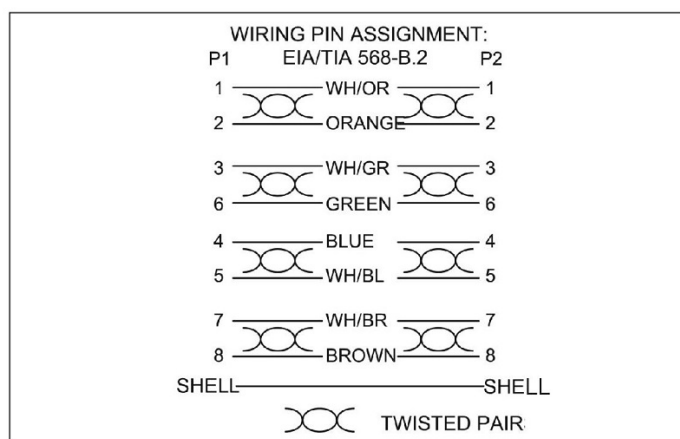 WIRING PIN ASSIGNMENT:
P1 EIA/TIA 568-B.2 P2
1 WH/OR 1
2 ORANGE 2
3 WH/GR 3
6 GREEN 6
4 BLUE 4
5 WH/BL 5
7 WH/BR 7
8 BROWN 8
SHELL SHELL
TWISTED PAIR